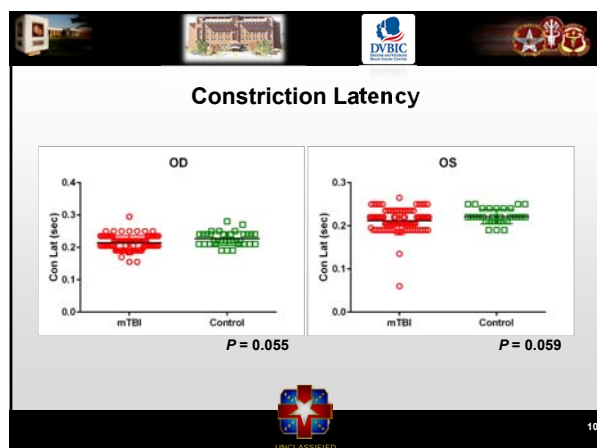 DVBIC
Constriction Latency
OD
0.4
0.3
0.2
0.1
0.0
Con Lat (sec)
mTBI Control
P = 0.055
OS
0.3
0.2
0.1
0.0
Con Lat (sec)
mTBI Control
P = 0.059
10
UNCLASSIFIED